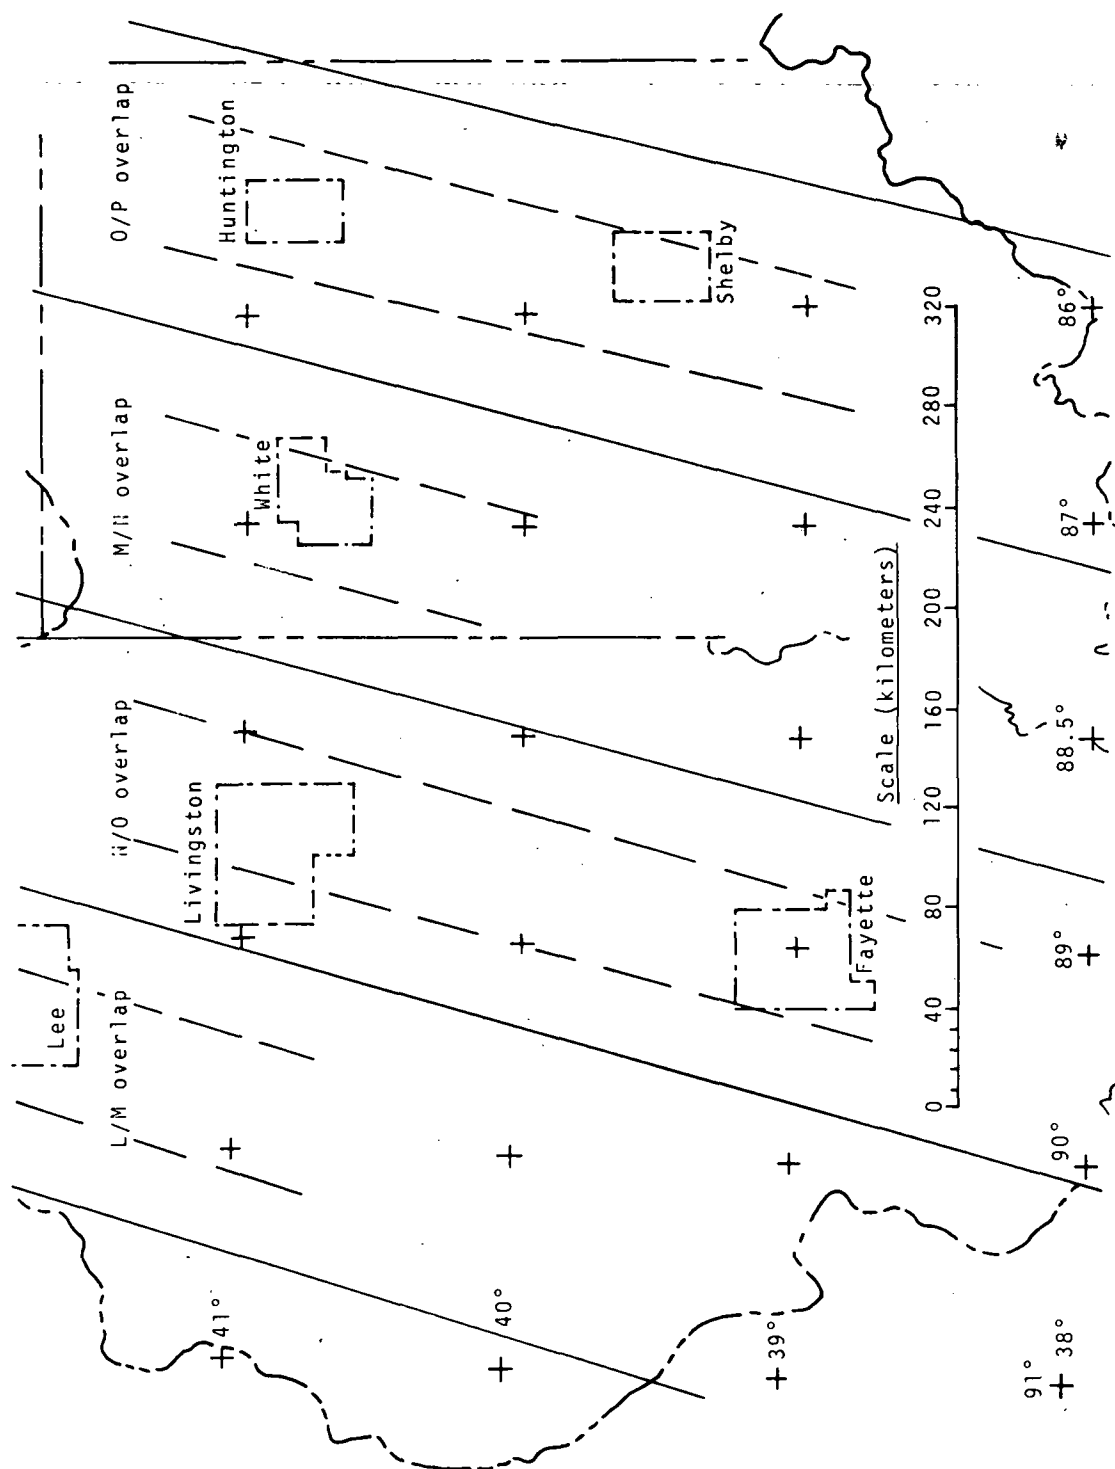 O/P overlap
Huntington
Shelby
M/N overlap
White
N/O overlap
Livingston
Fayette
L/M overlap
Lee
Scale (kilometers)
0 40 80 120 160 200 240 280 320
41°
40°
39°
38°
91°
90°
89°
88.5°
87°
86°